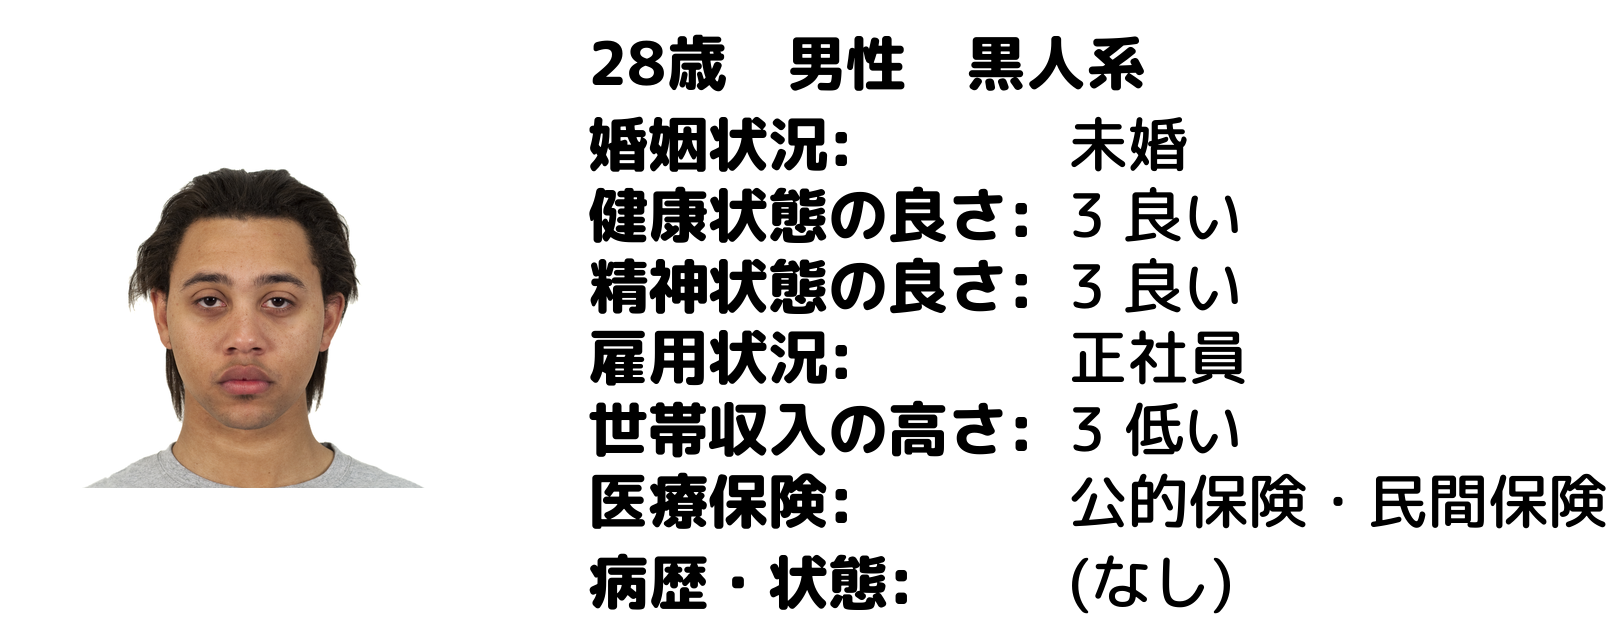 28歳　男性　黒人系
婚姻状況: 未婚
健康状態の良さ: 3 良い
精神状態の良さ: 3 良い
雇用状況: 正社員
世帯収入の高さ: 3 低い
医療保険: 公的保険・民間保険
病歴・状態: (なし)